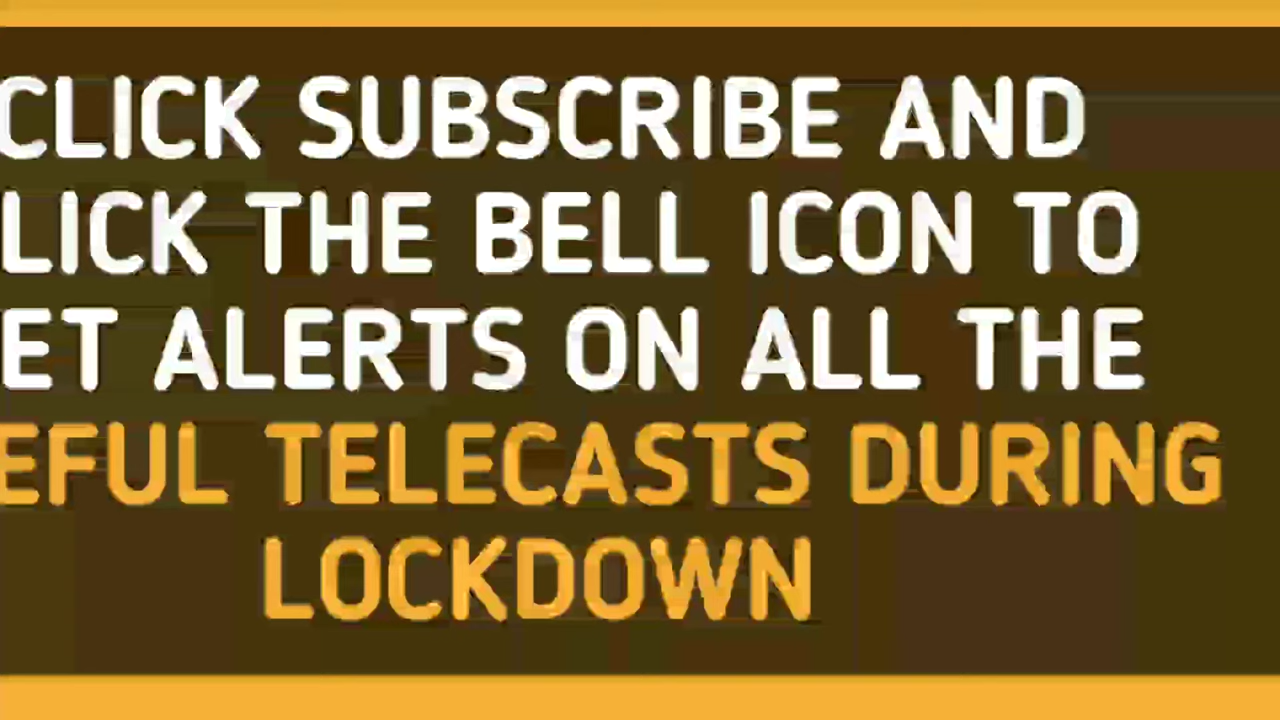 CLICK SUBSCRIBE AND
LICK THE BELL ICON TO
ET ALERTS ON ALL THE
EFUL TELECASTS DURING
LOCKDOWN